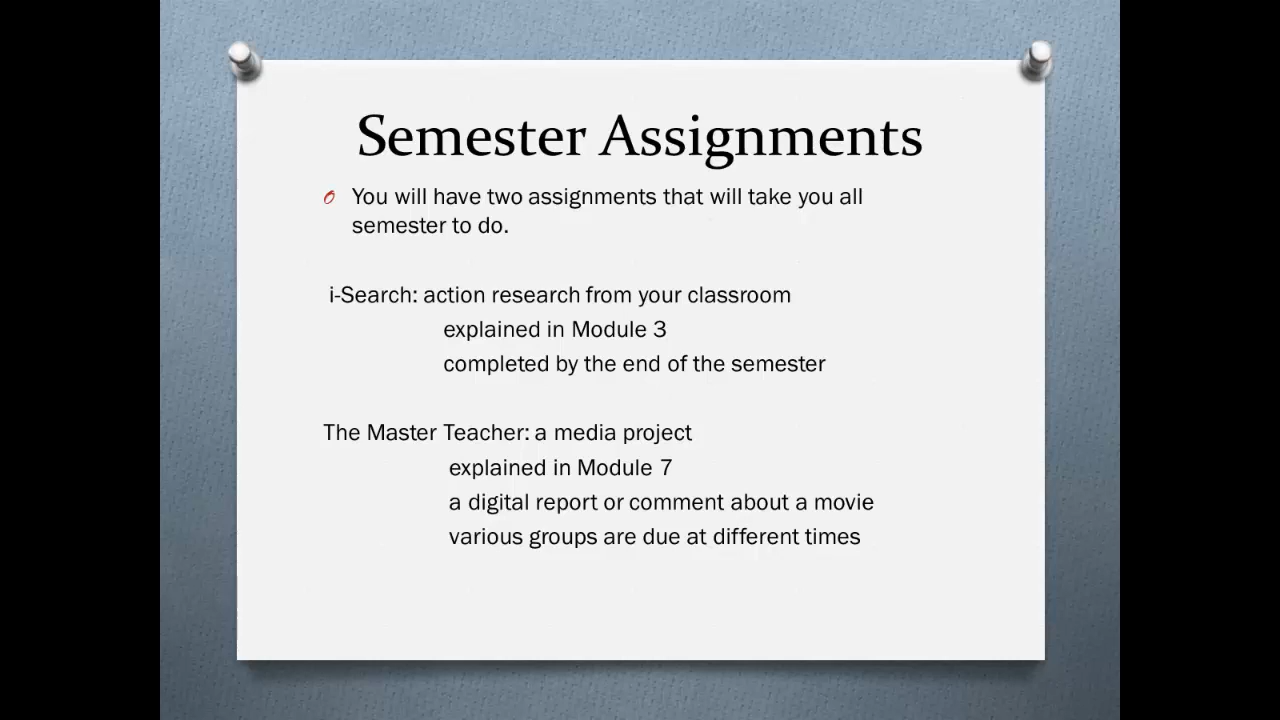 Semester Assignments
You will have two assignments that will take you all
semester to do.
i-Search: action research from your classroom
explained in Module 3
completed by the end of the semester
The Master Teacher: a media project
explained in Module 7
a digital report or comment about a movie
various groups are due at different times